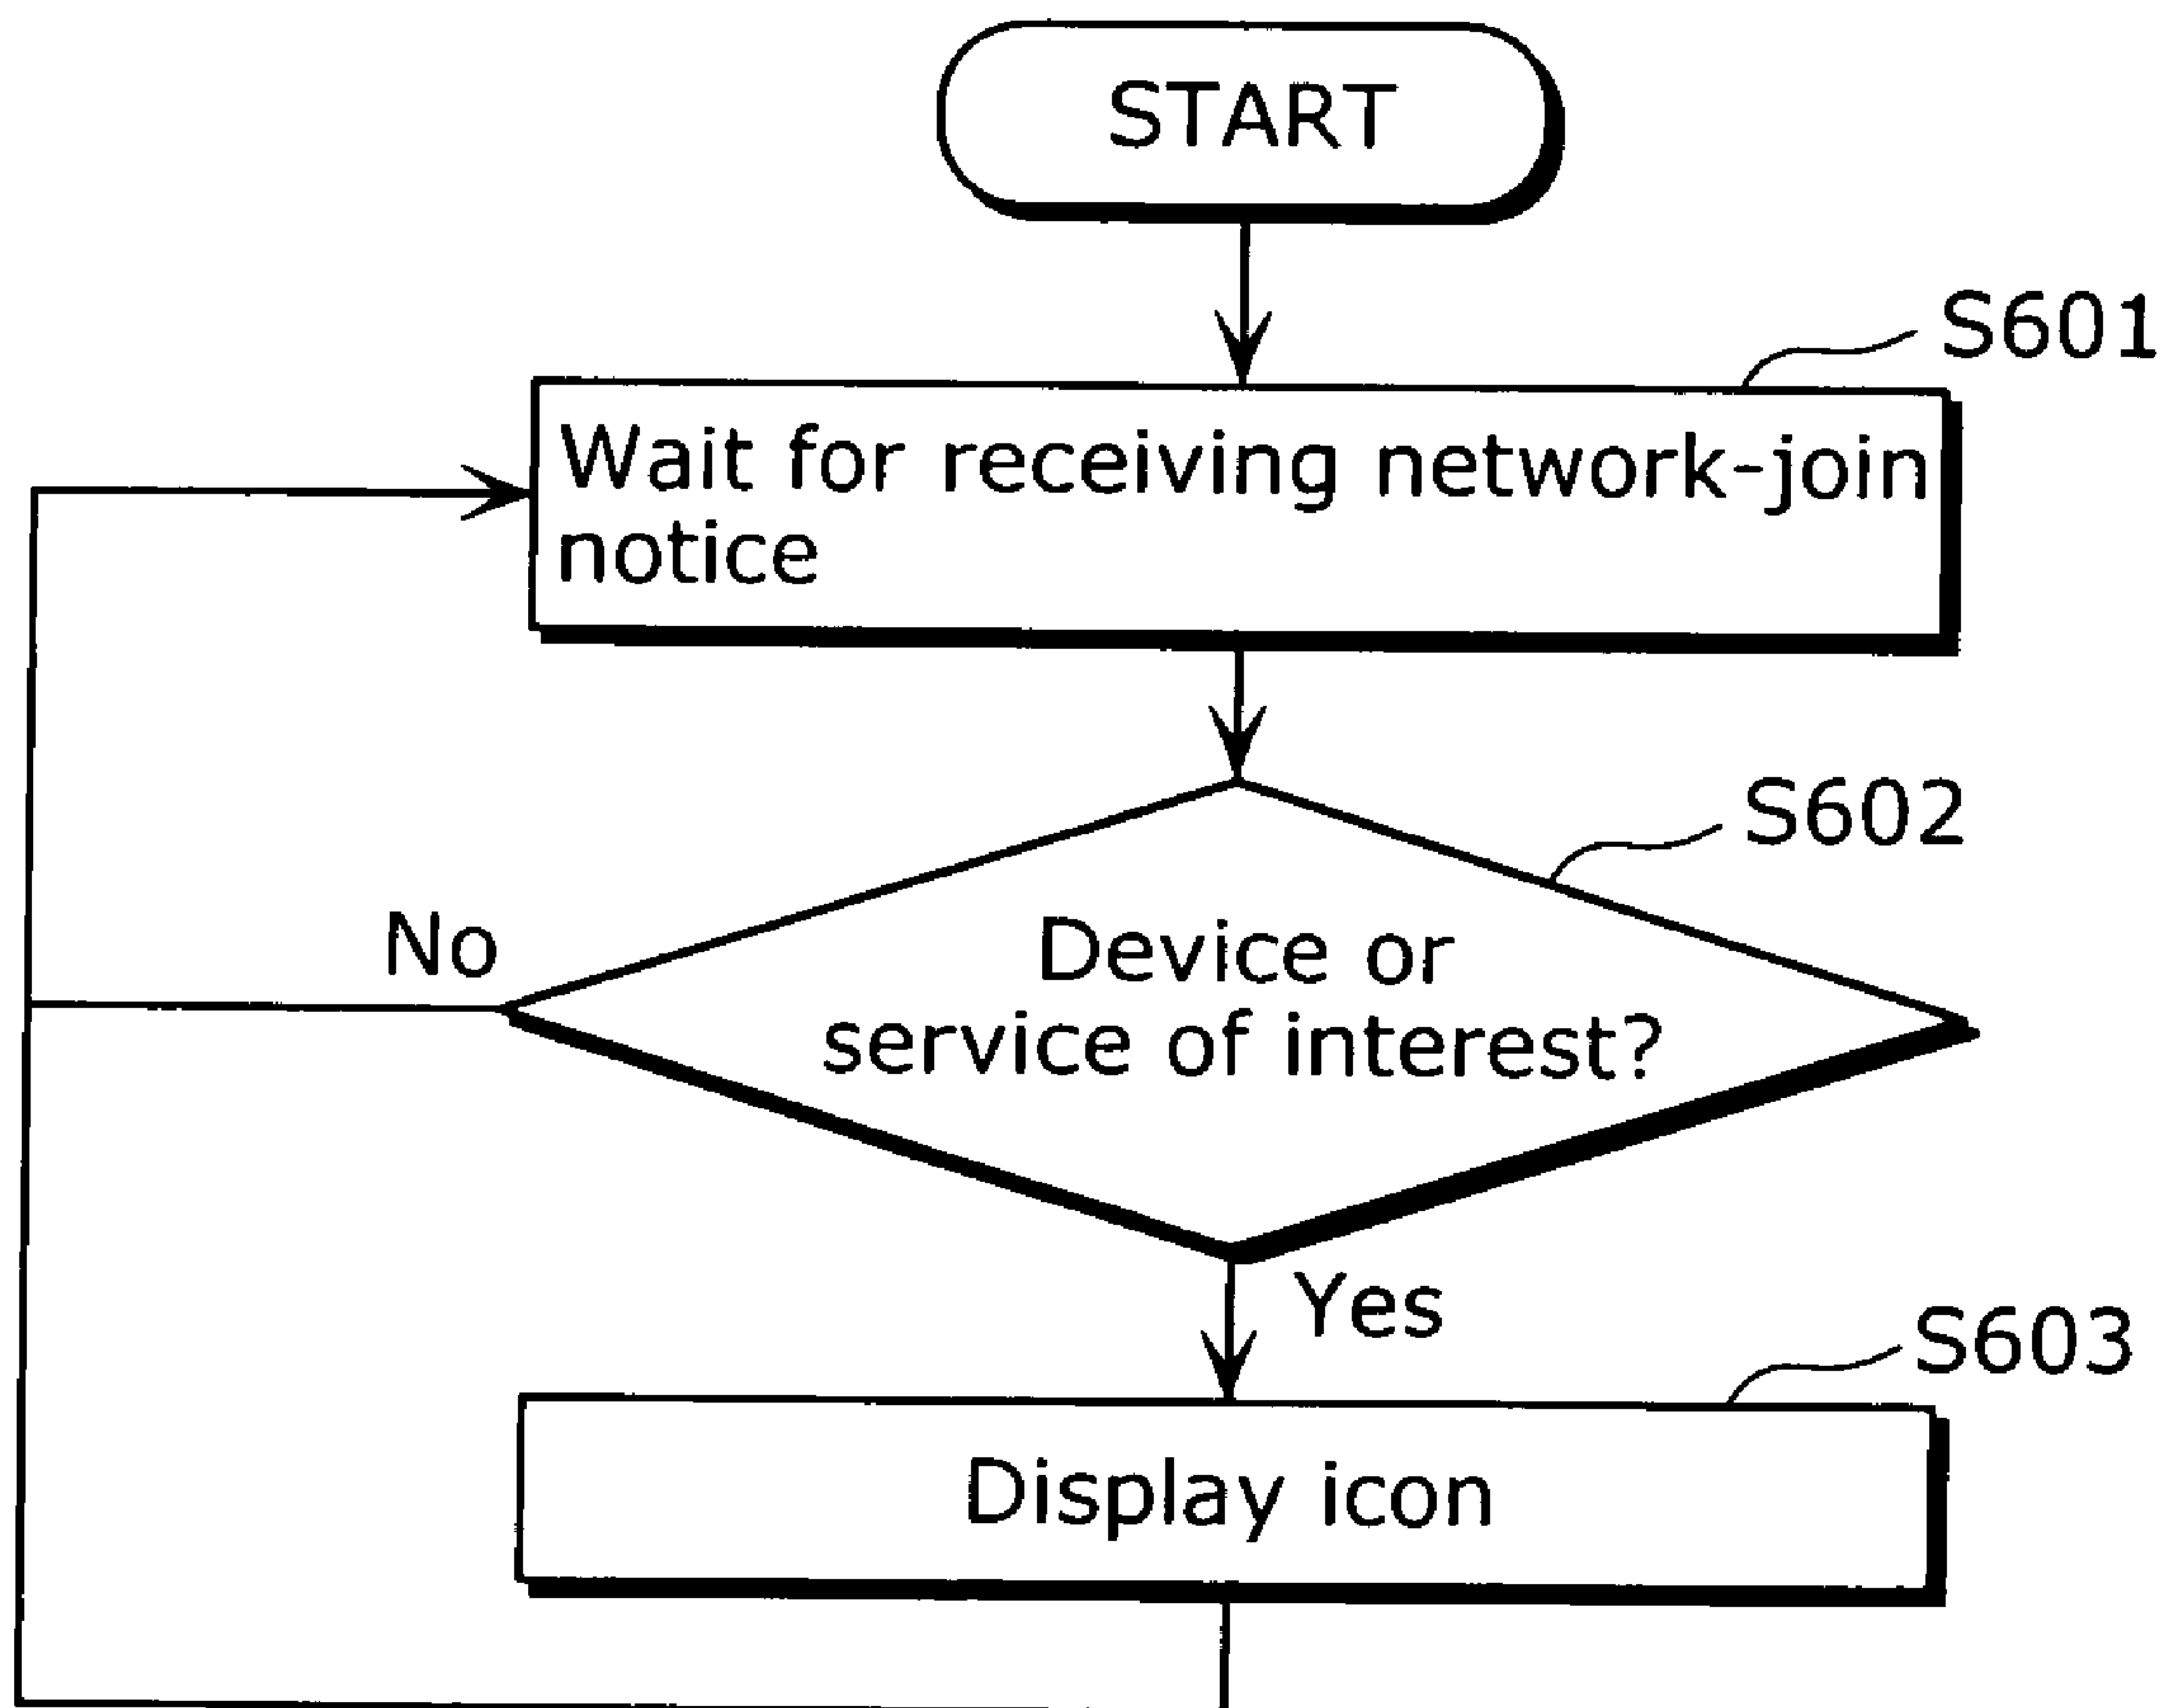 START
S601
Wait for receiving network-join
notice
S602
No
Device or
service of interest?
Yes
S603
Display icon